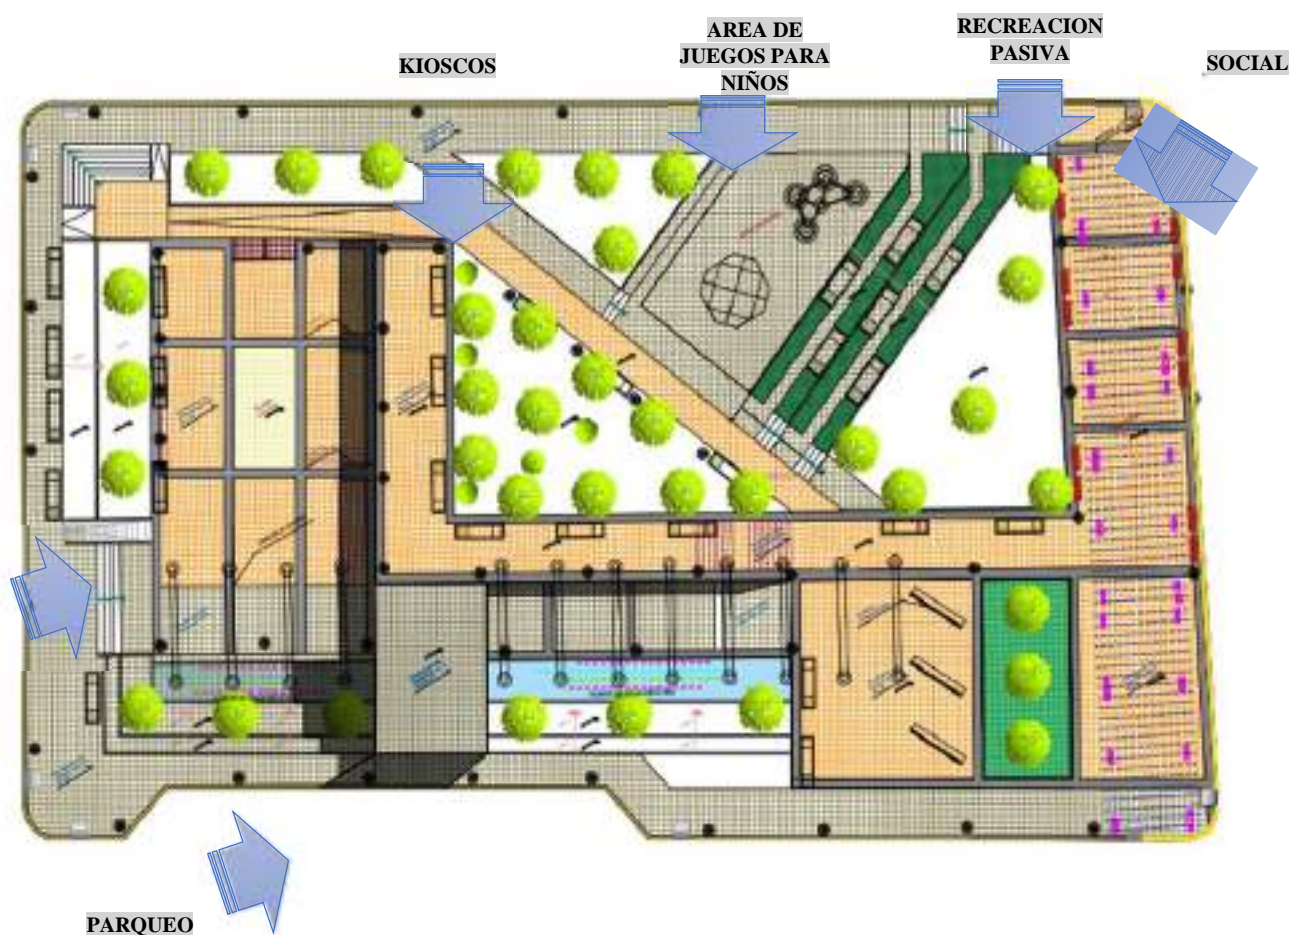 KIOSCOS
AREA DE
JUEGOS PARA
NIÑOS
RECREACION
PASIVA
SOCIAL
PARQUEO